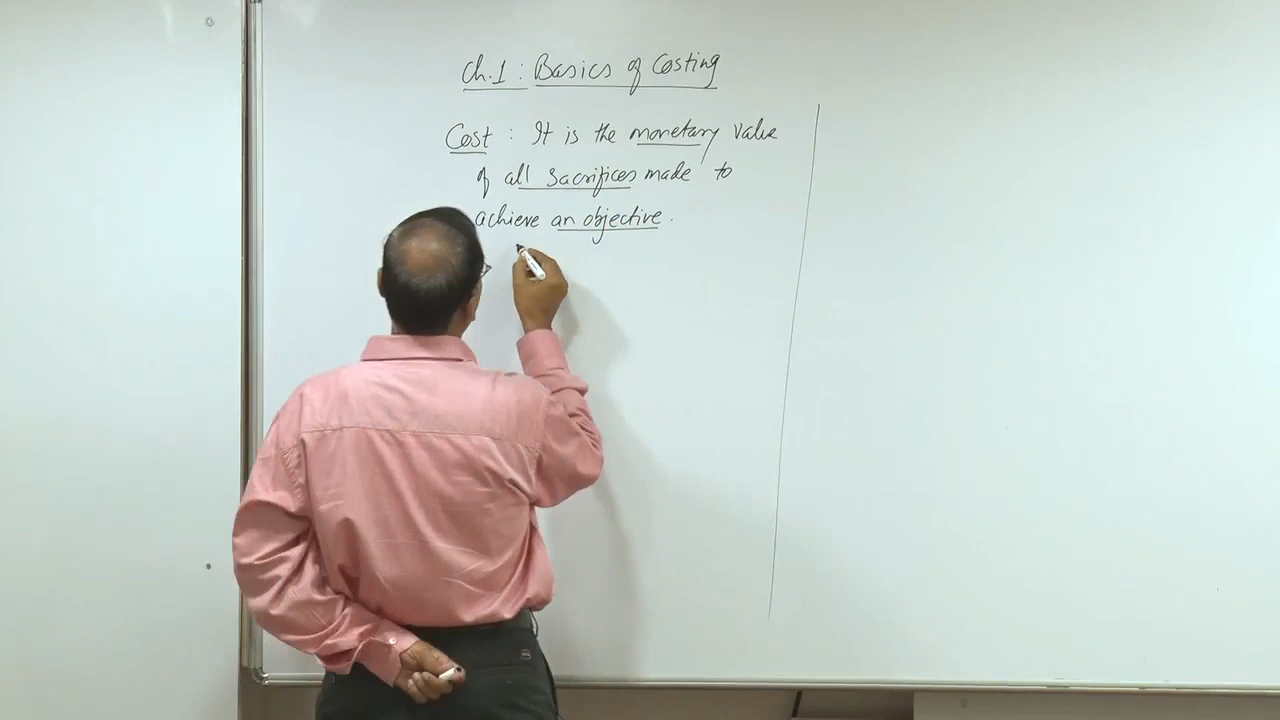 Ch.1: Basics of Costing
Cost : It is the monetary value
of all sacrifices made to
achieve an objective.